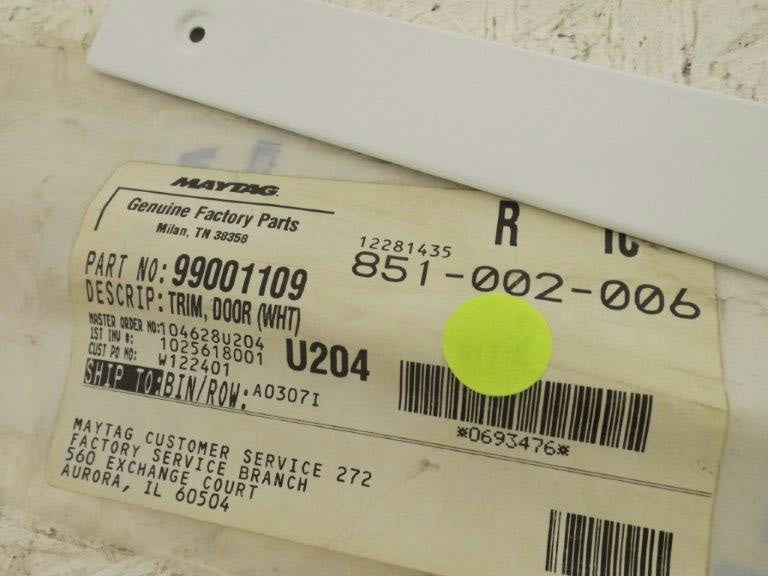 MAYTAG
Genuine Factory Parts
Milan, TN 38358
R
12281435
851-002-006
PART NO: 99001109
DESCRIP: TRIM, DOOR (WHT)
MASTER ORDER NO: 104628U204
1ST INV #: 1025618001
CUST PO NO: W122401
U204
SHIP TO: BIN/ROW: A0307I
*0693476*
MAYTAG CUSTOMER SERVICE 272
FACTORY SERVICE BRANCH
560 EXCHANGE COURT
AURORA, IL 60504